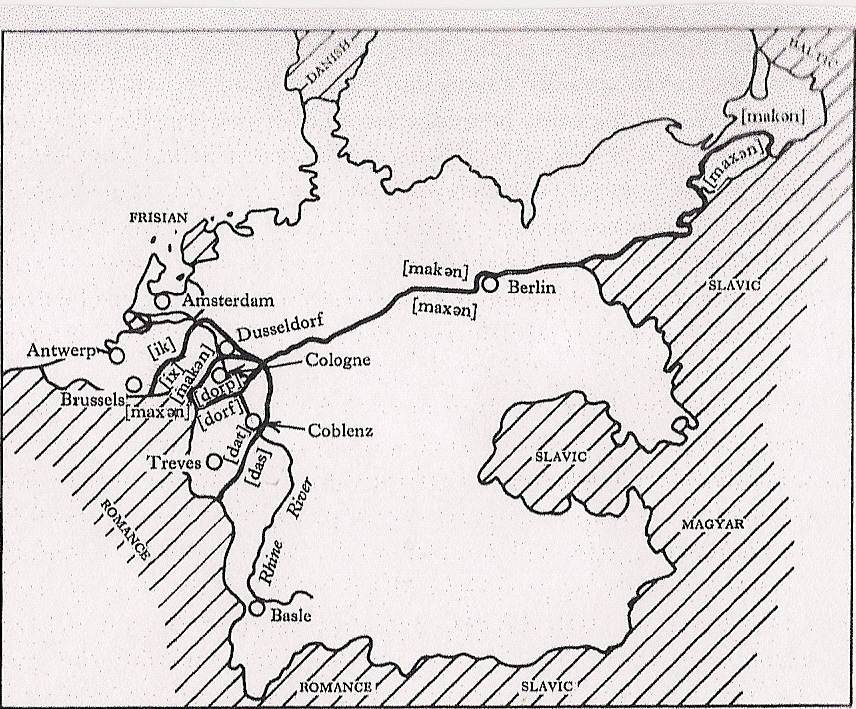 DANISH
BALTIC
[makən]
[maxən]
FRISIAN
[makən]
[maxən]
Berlin
SLAVIC
Amsterdam
Dusseldorf
Antwerp
[ik]
[ix]
[makən]
Cologne
Brussels
[maxən]
[dorp]
[dorf]
Coblenz
[dat]
[das]
Treves
SLAVIC
River
Rhine
ROMANCE
MAGYAR
Basle
ROMANCE
SLAVIC